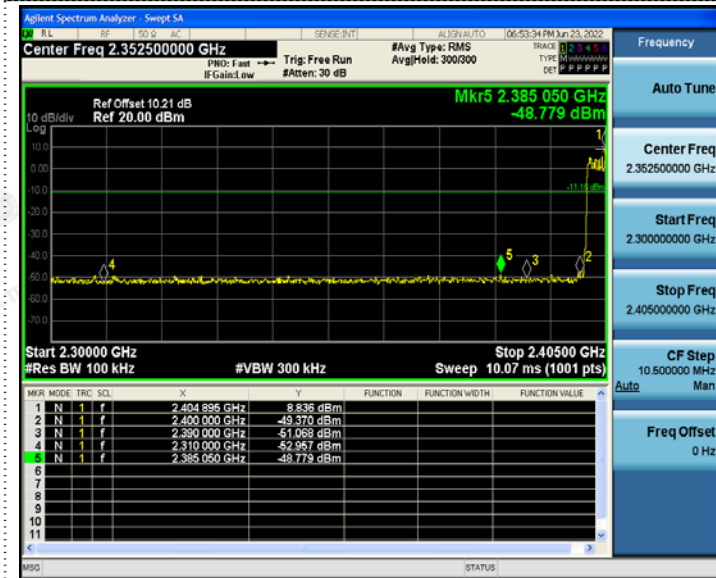 Agilent Spectrum Analyzer - Swept SA
RL RF 50 Ω AC SENSE:INT ALIGNAUTO 06:53:34 PM Jun 23, 2022
Center Freq 2.352500000 GHz
PNO: Fast
IFGain:Low
Trig: Free Run
#Atten: 30 dB
#Avg Type: RMS
Avg|Hold: 300/300
TRACE 1 2 3 4 5 6
TYPE M
DET P P P P P P
Frequency
Auto Tune
Center Freq
2.352500000 GHz
Start Freq
2.300000000 GHz
Stop Freq
2.405000000 GHz
CF Step
10.500000 MHz
Auto Man
Freq Offset
0 Hz
Mkr5 2.385 050 GHz
-48.779 dBm
Ref Offset 10.21 dB
10 dB/div Ref 20.00 dBm
Log
10.0
0.00
-10.0
-20.0
-30.0
-40.0
-50.0
-60.0
-70.0
1
-11.16 dBm
4
5
3
2
Start 2.30000 GHz Stop 2.40500 GHz
#Res BW 100 kHz #VBW 300 kHz Sweep 10.07 ms (1001 pts)
MKR MODE TRC SCL X Y FUNCTION FUNCTION WIDTH FUNCTION VALUE
1 N 1 f 2.404 895 GHz 8.836 dBm
2 N 1 f 2.400 000 GHz -49.370 dBm
3 N 1 f 2.390 000 GHz -51.068 dBm
4 N 1 f 2.310 000 GHz -52.957 dBm
5 N 1 f 2.385 050 GHz -48.779 dBm
6
7
8
9
10
11
MSG STATUS